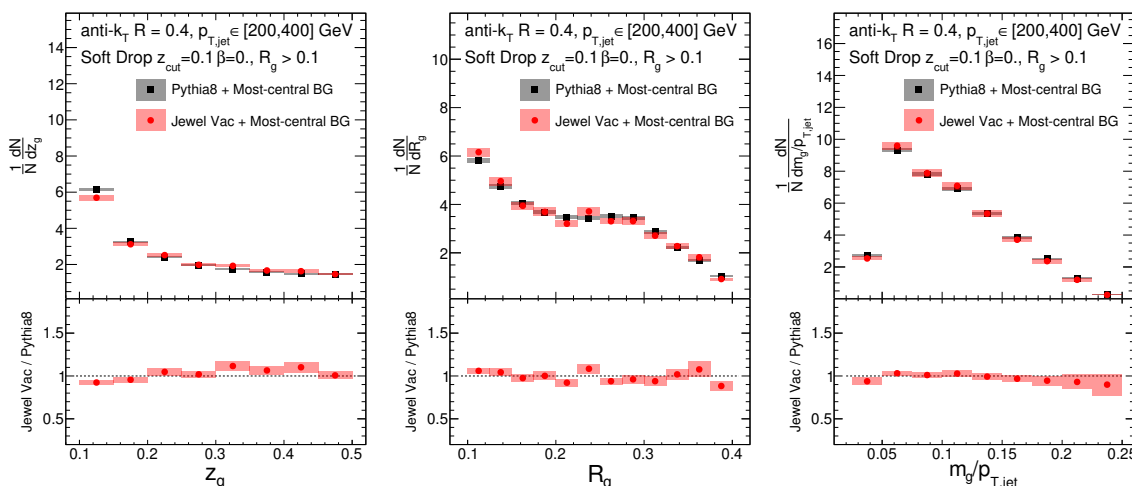 anti-k_T R = 0.4, p_T,jet ∈ [200,400] GeV
Soft Drop z_cut=0.1 β=0., R_g > 0.1
Pythia8 + Most-central BG
Jewel Vac + Most-central BG
1/N dN/dz_g
14
12
10
8
6
4
2
Jewel Vac / Pythia8
1.5
1
0.5
0.1 0.2 0.3 0.4 0.5
z_g
anti-k_T R = 0.4, p_T,jet ∈ [200,400] GeV
Soft Drop z_cut=0.1 β=0., R_g > 0.1
Pythia8 + Most-central BG
Jewel Vac + Most-central BG
1/N dN/dR_g
10
8
6
4
2
Jewel Vac / Pythia8
1.5
1
0.5
0.1 0.2 0.3 0.4
R_g
anti-k_T R = 0.4, p_T,jet ∈ [200,400] GeV
Soft Drop z_cut=0.1 β=0., R_g > 0.1
Pythia8 + Most-central BG
Jewel Vac + Most-central BG
1/N dN/dm_g/p_T,jet
16
14
12
10
8
6
4
2
Jewel Vac / Pythia8
1.5
1
0.5
0.05 0.1 0.15 0.2 0.25
m_g/p_T,jet